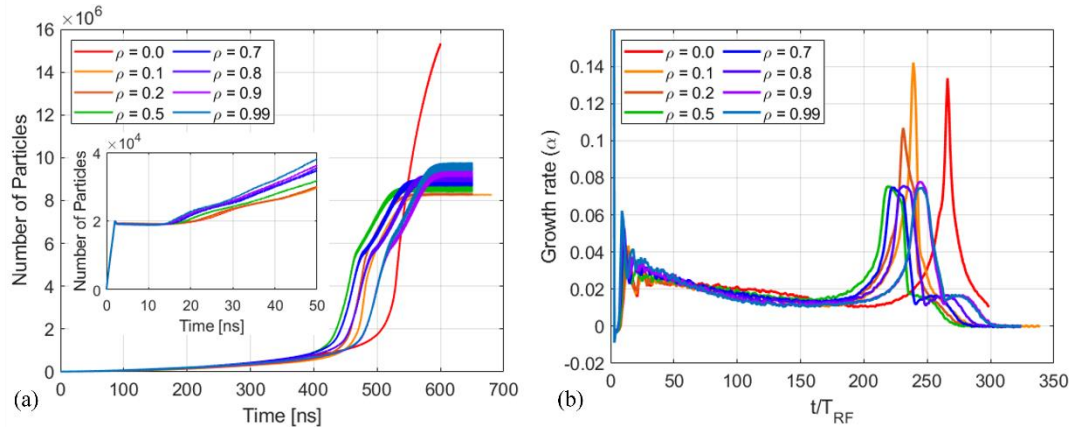 ×10⁶
Number of Particles
16
14
12
10
8
6
4
2
0
ρ = 0.0 ρ = 0.7
ρ = 0.1 ρ = 0.8
ρ = 0.2 ρ = 0.9
ρ = 0.5 ρ = 0.99
×10⁴
Number of Particles
4
2
0
0 10 20 30 40 50
Time [ns]
0 100 200 300 400 500 600 700
(a) Time [ns]
Growth rate (α)
0.14
0.12
0.10
0.08
0.06
0.04
0.02
0
-0.02
ρ = 0.0 ρ = 0.7
ρ = 0.1 ρ = 0.8
ρ = 0.2 ρ = 0.9
ρ = 0.5 ρ = 0.99
0 50 100 150 200 250 300 350
(b) t/T_RF